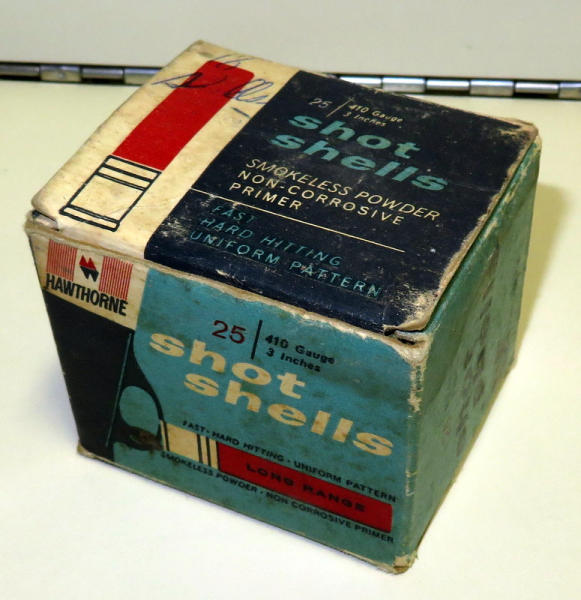 25 | 410 Gauge
3 Inches
shot
shells
SMOKELESS POWDER
NON-CORROSIVE
PRIMER
FAST
HARD HITTING
UNIFORM PATTERN
HAWTHORNE
25 | 410 Gauge
3 Inches
shot
shells
FAST · HARD HITTING · UNIFORM PATTERN
LONG RANGE
SMOKELESS POWDER · NON CORROSIVE PRIMER